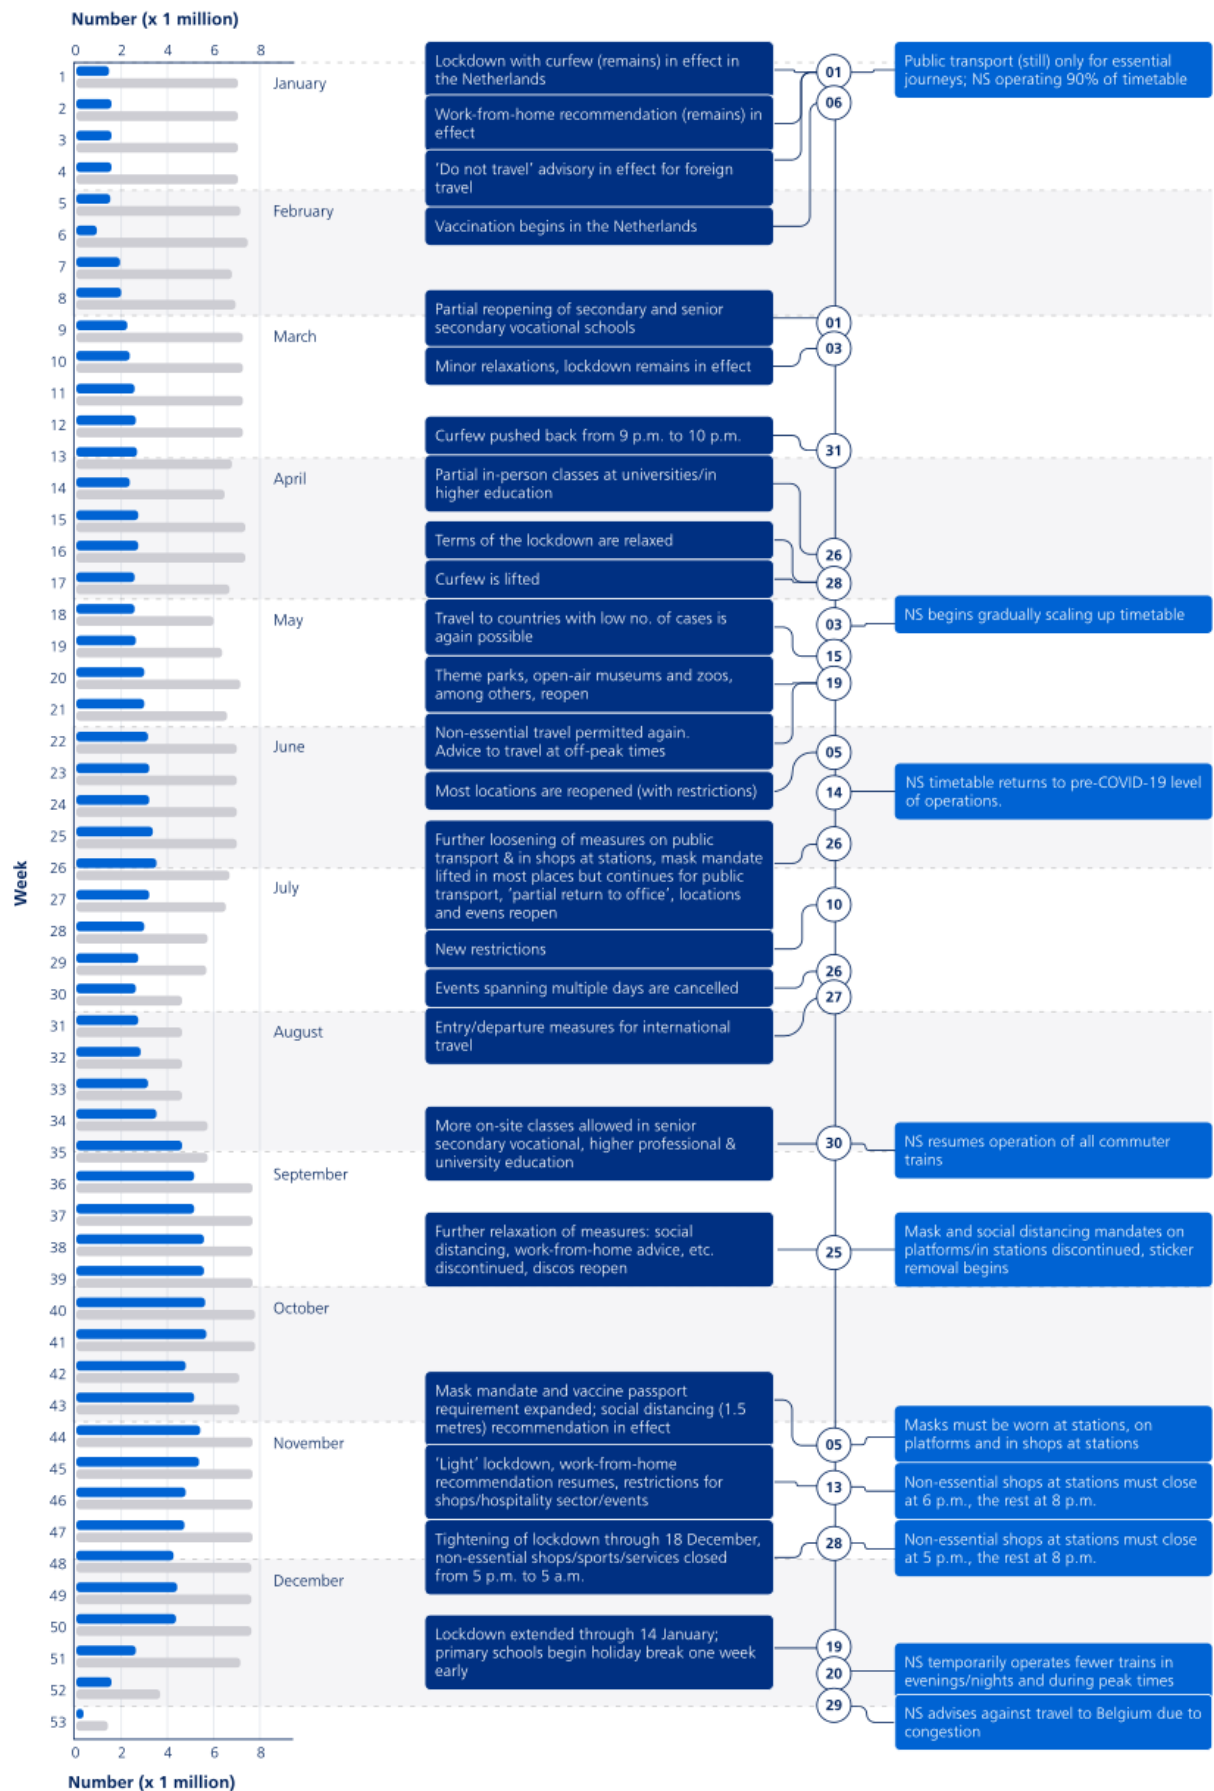 Number (x 1 million)
0 2 4 6 8
Week
1
2
3
4
5
6
7
8
9
10
11
12
13
14
15
16
17
18
19
20
21
22
23
24
25
26
27
28
29
30
31
32
33
34
35
36
37
38
39
40
41
42
43
44
45
46
47
48
49
50
51
52
53
January
February
March
April
May
June
July
August
September
October
November
December
0 2 4 6 8
Number (x 1 million)
Lockdown with curfew (remains) in effect in
the Netherlands
Work-from-home recommendation (remains) in
effect
'Do not travel' advisory in effect for foreign
travel
Vaccination begins in the Netherlands
Partial reopening of secondary and senior
secondary vocational schools
Minor relaxations, lockdown remains in effect
Curfew pushed back from 9 p.m. to 10 p.m.
Partial in-person classes at universities/in
higher education
Terms of the lockdown are relaxed
Curfew is lifted
Travel to countries with low no. of cases is
again possible
Theme parks, open-air museums and zoos,
among others, reopen
Non-essential travel permitted again.
Advice to travel at off-peak times
Most locations are reopened (with restrictions)
Further loosening of measures on public
transport & in shops at stations, mask mandate
lifted in most places but continues for public
transport, 'partial return to office', locations
and evens reopen
New restrictions
Events spanning multiple days are cancelled
Entry/departure measures for international
travel
More on-site classes allowed in senior
secondary vocational, higher professional &
university education
Further relaxation of measures: social
distancing, work-from-home advice, etc.
discontinued, discos reopen
Mask mandate and vaccine passport
requirement expanded; social distancing (1.5
metres) recommendation in effect
'Light' lockdown, work-from-home
recommendation resumes, restrictions for
shops/hospitality sector/events
Tightening of lockdown through 18 December,
non-essential shops/sports/services closed
from 5 p.m. to 5 a.m.
Lockdown extended through 14 January;
primary schools begin holiday break one week
early
01
06
01
03
31
26
28
03
15
19
05
14
26
10
26
27
30
25
05
13
28
19
20
29
Public transport (still) only for essential
journeys; NS operating 90% of timetable
NS begins gradually scaling up timetable
NS timetable returns to pre-COVID-19 level
of operations.
NS resumes operation of all commuter
trains
Mask and social distancing mandates on
platforms/in stations discontinued, sticker
removal begins
Masks must be worn at stations, on
platforms and in shops at stations
Non-essential shops at stations must close
at 6 p.m., the rest at 8 p.m.
Non-essential shops at stations must close
at 5 p.m., the rest at 8 p.m.
NS temporarily operates fewer trains in
evenings/nights and during peak times
NS advises against travel to Belgium due to
congestion